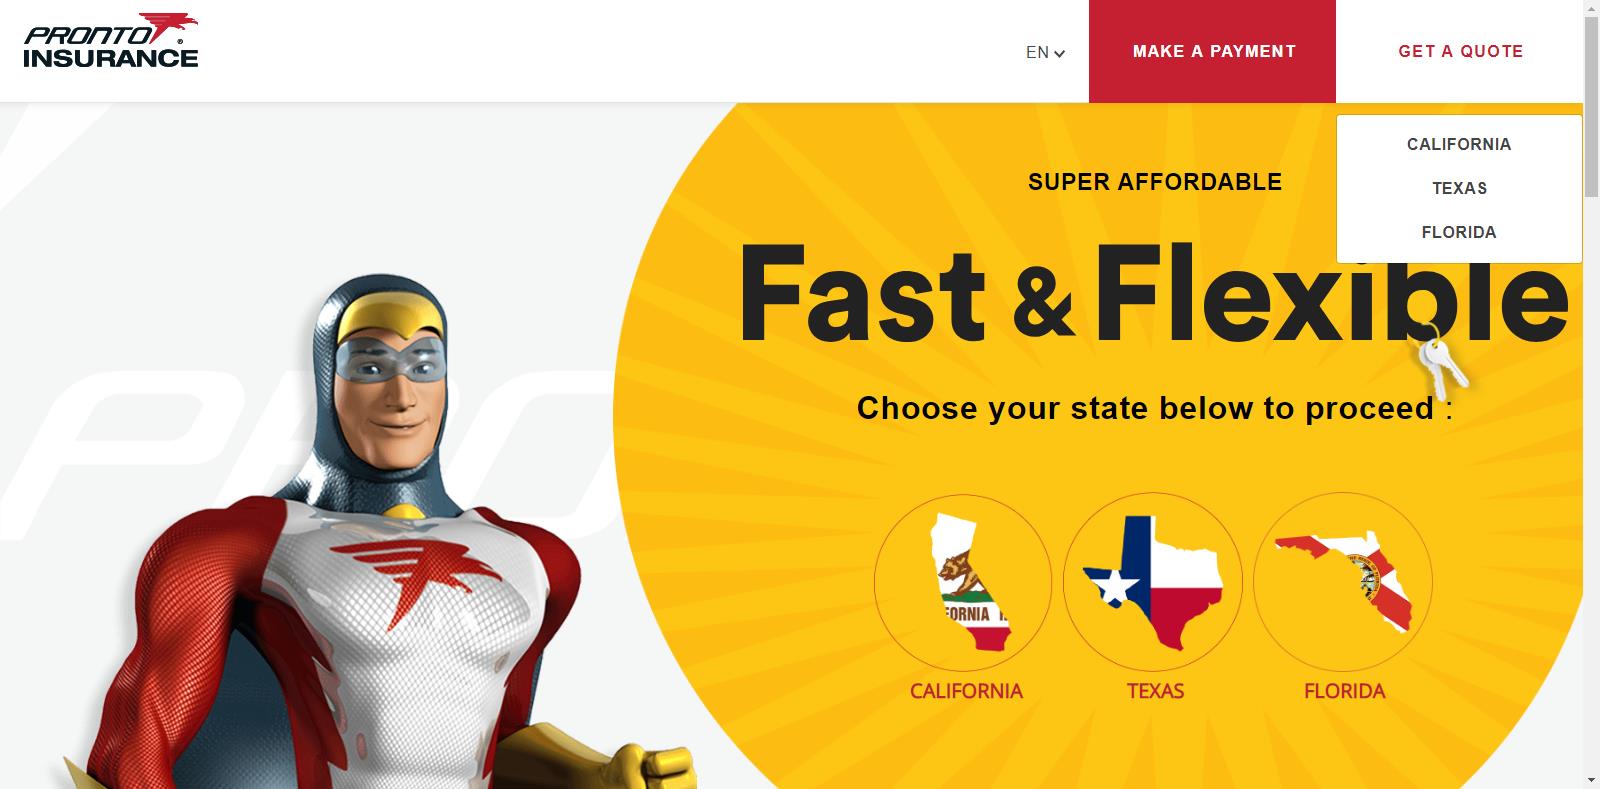 PRONTO
INSURANCE
EN
MAKE A PAYMENT
GET A QUOTE
CALIFORNIA
TEXAS
FLORIDA
SUPER AFFORDABLE
Fast & Flexible
Choose your state below to proceed :
CALIFORNIA
TEXAS
FLORIDA